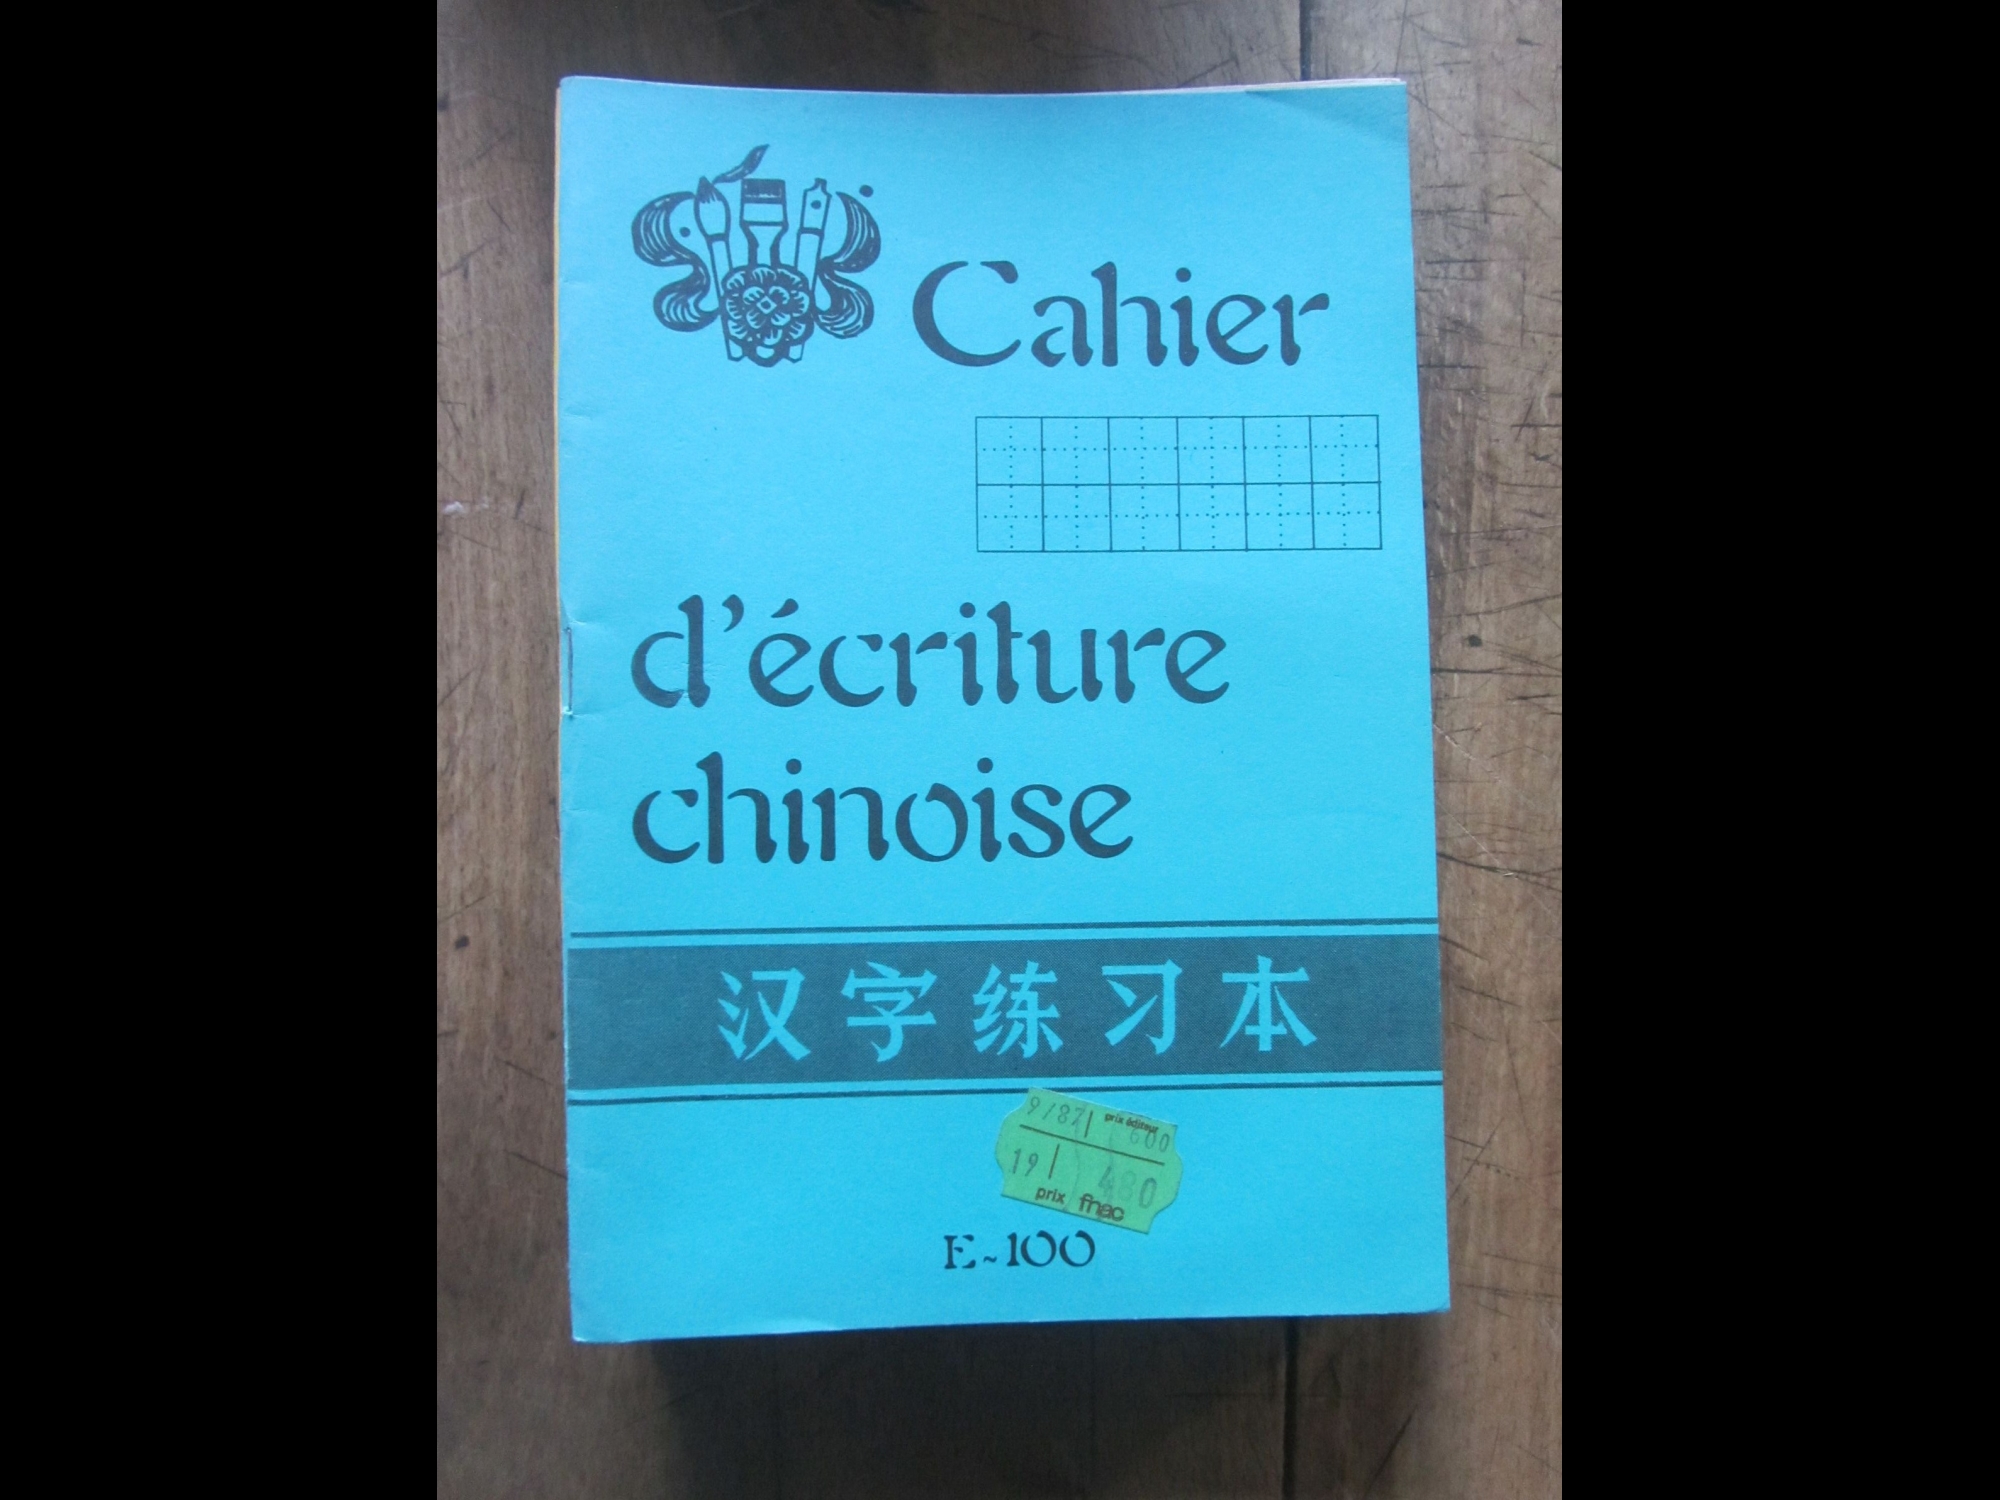 Cahier
d'écriture
chinoise
汉字练习本
9/87 prix éditeur 600
19 480
prix fnac
E~100